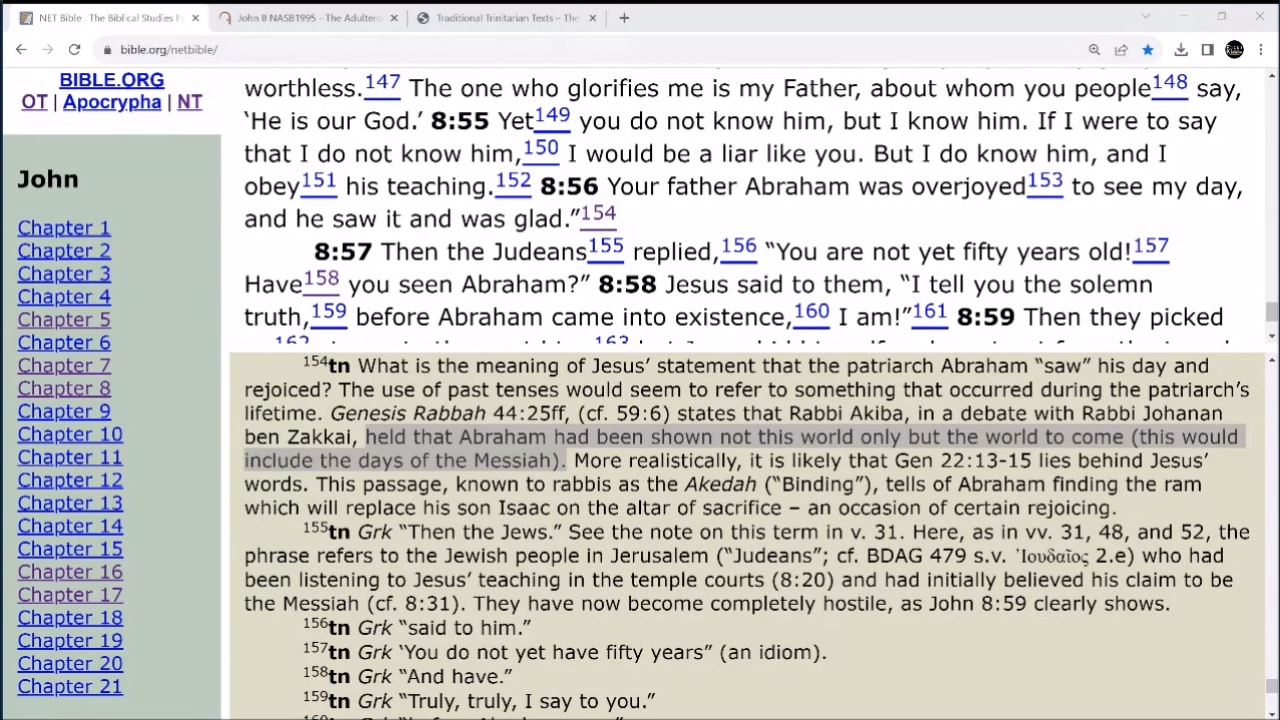 NET Bible : The Biblical Studies F
John 8 NASB1995 - The Adultere
Traditional Trinitarian Texts – The
bible.org/netbible/
BIBLE.ORG
OT | Apocrypha | NT
John
Chapter 1
Chapter 2
Chapter 3
Chapter 4
Chapter 5
Chapter 6
Chapter 7
Chapter 8
Chapter 9
Chapter 10
Chapter 11
Chapter 12
Chapter 13
Chapter 14
Chapter 15
Chapter 16
Chapter 17
Chapter 18
Chapter 19
Chapter 20
Chapter 21
worthless.147 The one who glorifies me is my Father, about whom you people148 say,
‘He is our God.’ 8:55 Yet149 you do not know him, but I know him. If I were to say
that I do not know him,150 I would be a liar like you. But I do know him, and I
obey151 his teaching.152 8:56 Your father Abraham was overjoyed153 to see my day,
and he saw it and was glad.”154
8:57 Then the Judeans155 replied,156 “You are not yet fifty years old!157
Have158 you seen Abraham?” 8:58 Jesus said to them, “I tell you the solemn
truth,159 before Abraham came into existence,160 I am!”161 8:59 Then they picked
162 163
154tn What is the meaning of Jesus’ statement that the patriarch Abraham “saw” his day and
rejoiced? The use of past tenses would seem to refer to something that occurred during the patriarch’s
lifetime. Genesis Rabbah 44:25ff, (cf. 59:6) states that Rabbi Akiba, in a debate with Rabbi Johanan
ben Zakkai, held that Abraham had been shown not this world only but the world to come (this would
include the days of the Messiah). More realistically, it is likely that Gen 22:13-15 lies behind Jesus’
words. This passage, known to rabbis as the Akedah (“Binding”), tells of Abraham finding the ram
which will replace his son Isaac on the altar of sacrifice – an occasion of certain rejoicing.
155tn Grk “Then the Jews.” See the note on this term in v. 31. Here, as in vv. 31, 48, and 52, the
phrase refers to the Jewish people in Jerusalem (“Judeans”; cf. BDAG 479 s.v. Ἰουδαῖος 2.e) who had
been listening to Jesus’ teaching in the temple courts (8:20) and had initially believed his claim to be
the Messiah (cf. 8:31). They have now become completely hostile, as John 8:59 clearly shows.
156tn Grk “said to him.”
157tn Grk ‘You do not yet have fifty years” (an idiom).
158tn Grk “And have.”
159tn Grk “Truly, truly, I say to you.”